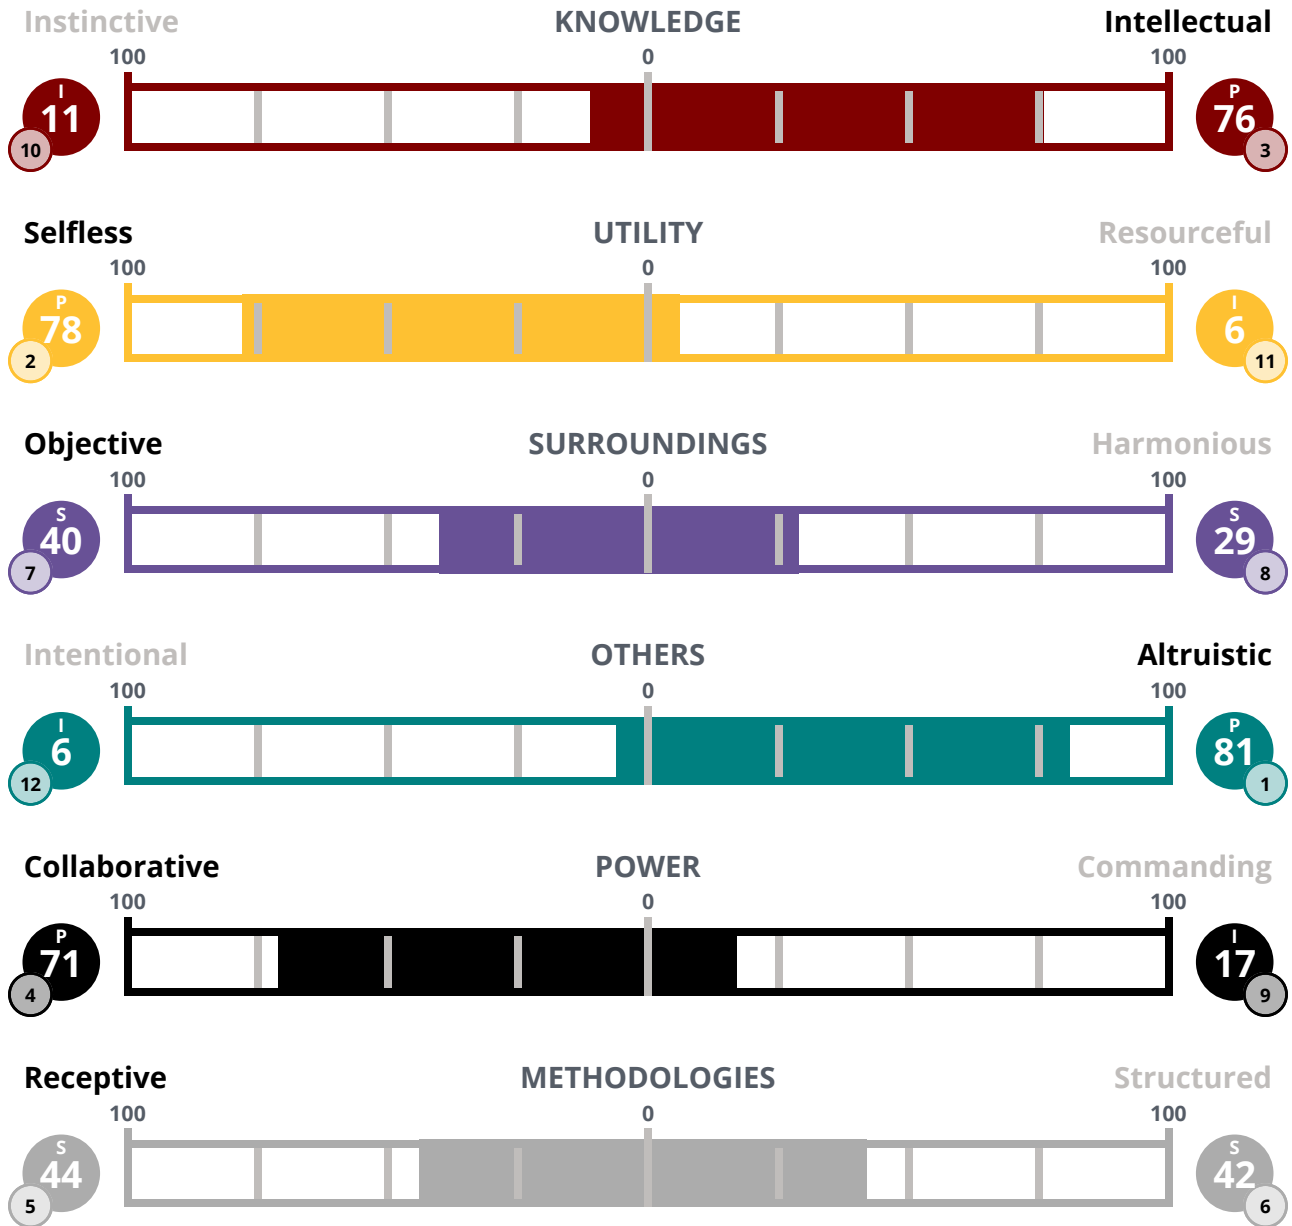 Instinctive KNOWLEDGE Intellectual
100 0 100
I P
11 76
10 3
Selfless UTILITY Resourceful
100 0 100
P I
78 6
2 11
Objective SURROUNDINGS Harmonious
100 0 100
S S
40 29
7 8
Intentional OTHERS Altruistic
100 0 100
I P
6 81
12 1
Collaborative POWER Commanding
100 0 100
P I
71 17
4 9
Receptive METHODOLOGIES Structured
100 0 100
S S
44 42
5 6